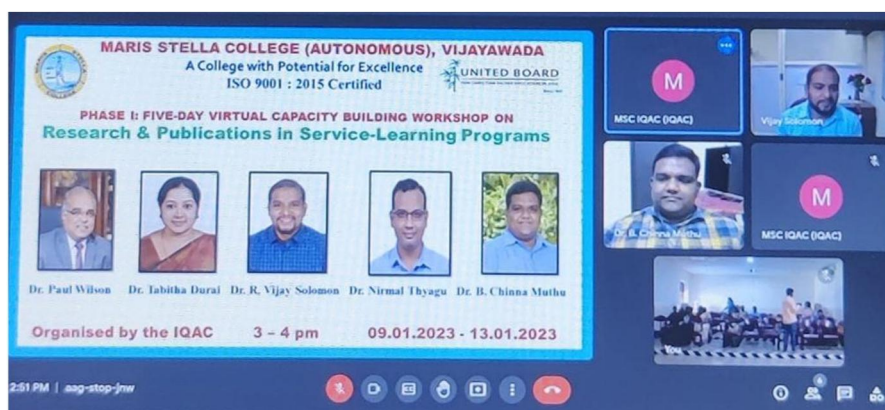 MARIS STELLA COLLEGE (AUTONOMOUS), VIJAYAWADA
A College with Potential for Excellence
ISO 9001 : 2015 Certified
UNITED BOARD
PHASE I: FIVE-DAY VIRTUAL CAPACITY BUILDING WORKSHOP ON
Research & Publications in Service-Learning Programs
Dr. Paul Wilson
Dr. Tabitha Durai
Dr. R. Vijay Solomon
Dr. Nirmal Thyagu
Dr. B. Chinna Muthu
Organised by the IQAC
3 – 4 pm
09.01.2023 - 13.01.2023
M
MSC IQAC (IQAC)
Vijay Solomon
Dr. B. Chinna Muthu
M
MSC IQAC (IQAC)
You
2:51 PM | aag-stop-jnw